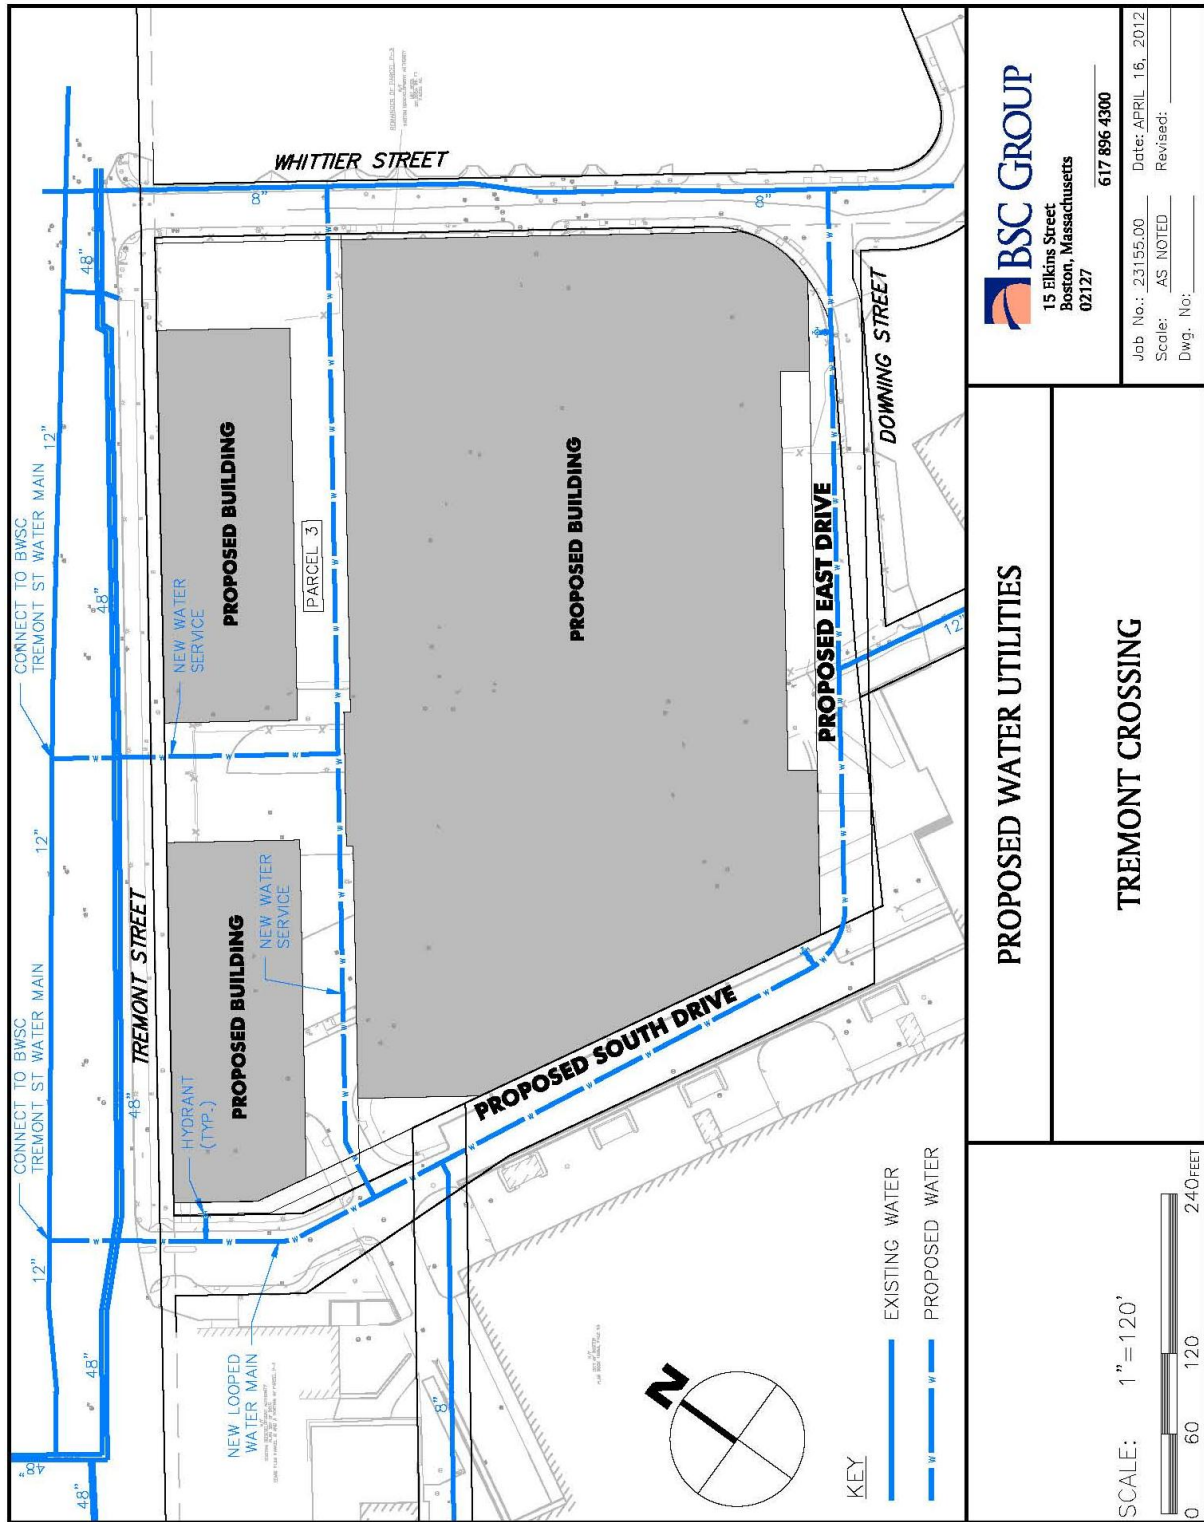 CONNECT TO BWSC
TREMONT ST WATER MAIN
CONNECT TO BWSC
TREMONT ST WATER MAIN
12"
12"
12"
48"
48"
48"
48"
48"
48"
TREMONT STREET
WHITTIER STREET
8"
8"
HYDRANT
(TYP.)
NEW WATER
SERVICE
NEW WATER
SERVICE
PROPOSED BUILDING
PROPOSED BUILDING
PARCEL 3
PROPOSED BUILDING
NEW LOOPED
WATER MAIN
PROPOSED SOUTH DRIVE
PROPOSED EAST DRIVE
DOWNING STREET
8"
12"
N
KEY
EXISTING WATER
PROPOSED WATER
SCALE: 1"=120'
0 60 120 240 FEET
PROPOSED WATER UTILITIES
TREMONT CROSSING
BSC GROUP
15 Elkins Street
Boston, Massachusetts
02127
617 896 4300
Job No.: 23155.00 Date: APRIL 16, 2012
Scale: AS NOTED Revised:
Dwg. No: